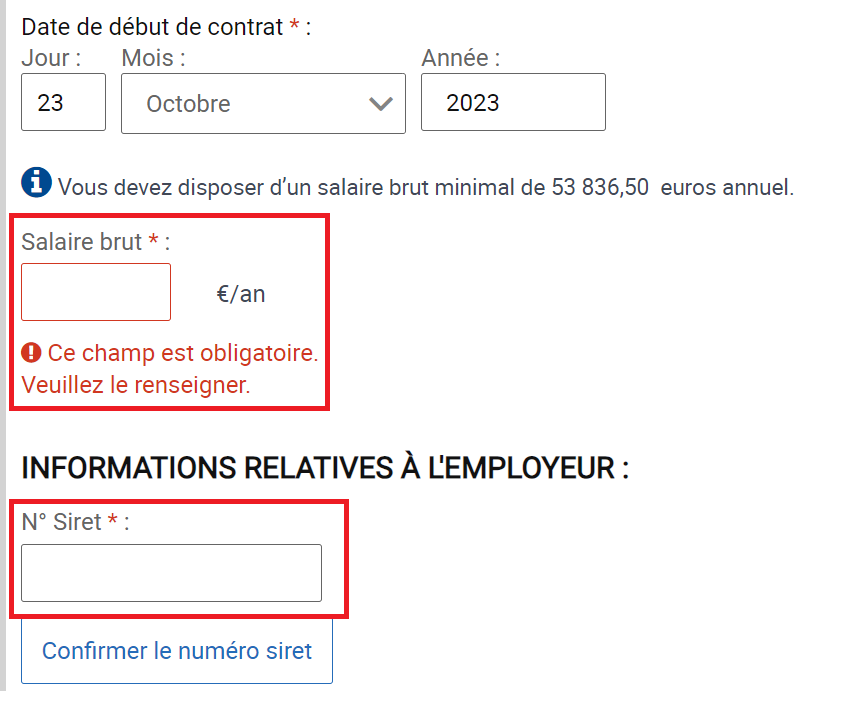 Date de début de contrat * :
Jour : Mois : Année :
23 Octobre 2023
Vous devez disposer d’un salaire brut minimal de 53 836,50 euros annuel.
Salaire brut * :
€/an
Ce champ est obligatoire.
Veuillez le renseigner.
INFORMATIONS RELATIVES À L'EMPLOYEUR :
N° Siret * :
Confirmer le numéro siret